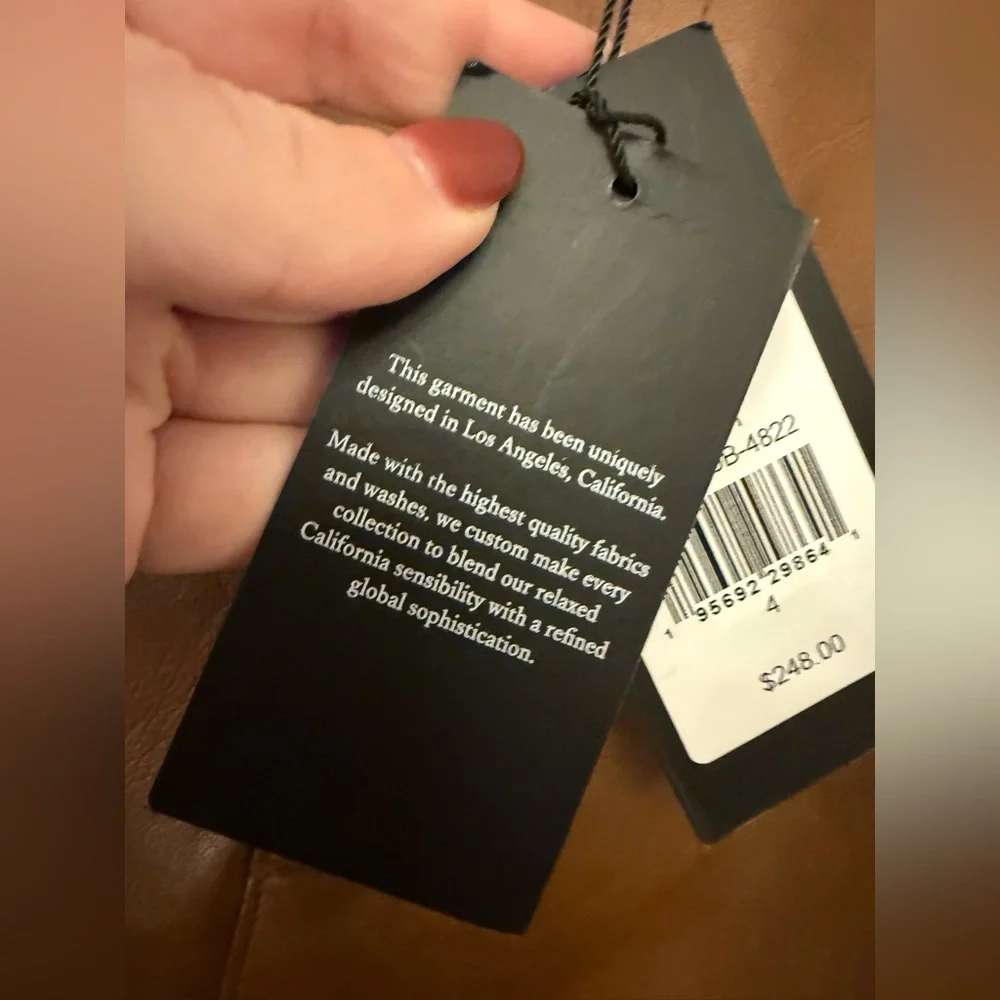 This garment has been uniquely
designed in Los Angeles, California.
Made with the highest quality fabrics
and washes, we custom make every
collection to blend our relaxed
California sensibility with a refined
global sophistication.
B-4822
1 95692 29864 1
4
$248.00